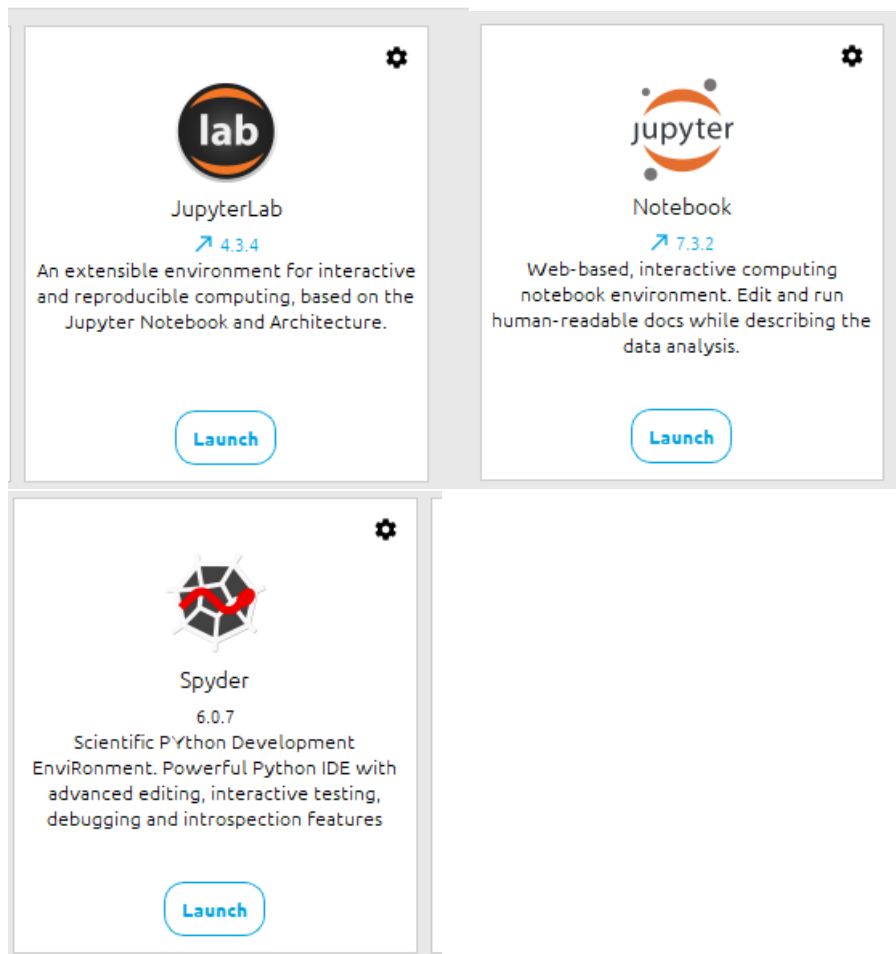 lab
JupyterLab
4.3.4
An extensible environment for interactive
and reproducible computing, based on the
Jupyter Notebook and Architecture.
Launch
jupyter
Notebook
7.3.2
Web-based, interactive computing
notebook environment. Edit and run
human-readable docs while describing the
data analysis.
Launch
Spyder
6.0.7
Scientific PYthon Development
EnviRonment. Powerful Python IDE with
advanced editing, interactive testing,
debugging and introspection features
Launch